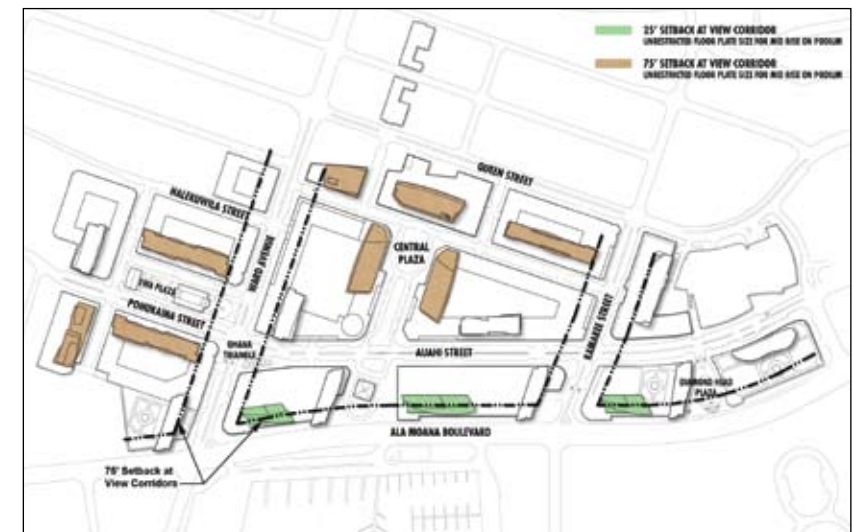 25' SETBACK AT VIEW CORRIDOR
UNRESTRICTED FLOOR PLATE SIZE FOR MID RISE ON PODIUM
75' SETBACK AT VIEW CORRIDOR
UNRESTRICTED FLOOR PLATE SIZE FOR MID RISE ON PODIUM
QUEEN STREET
HALEKUWILA STREET
WARD AVENUE
CENTRAL
PLAZA
EWA PLAZA
POHUKAINA STREET
OHANA
TRIANGLE
AUAHI STREET
KAMAKEE STREET
DIAMOND HEAD
PLAZA
ALA MOANA BOULEVARD
75' Setback at
View Corridors